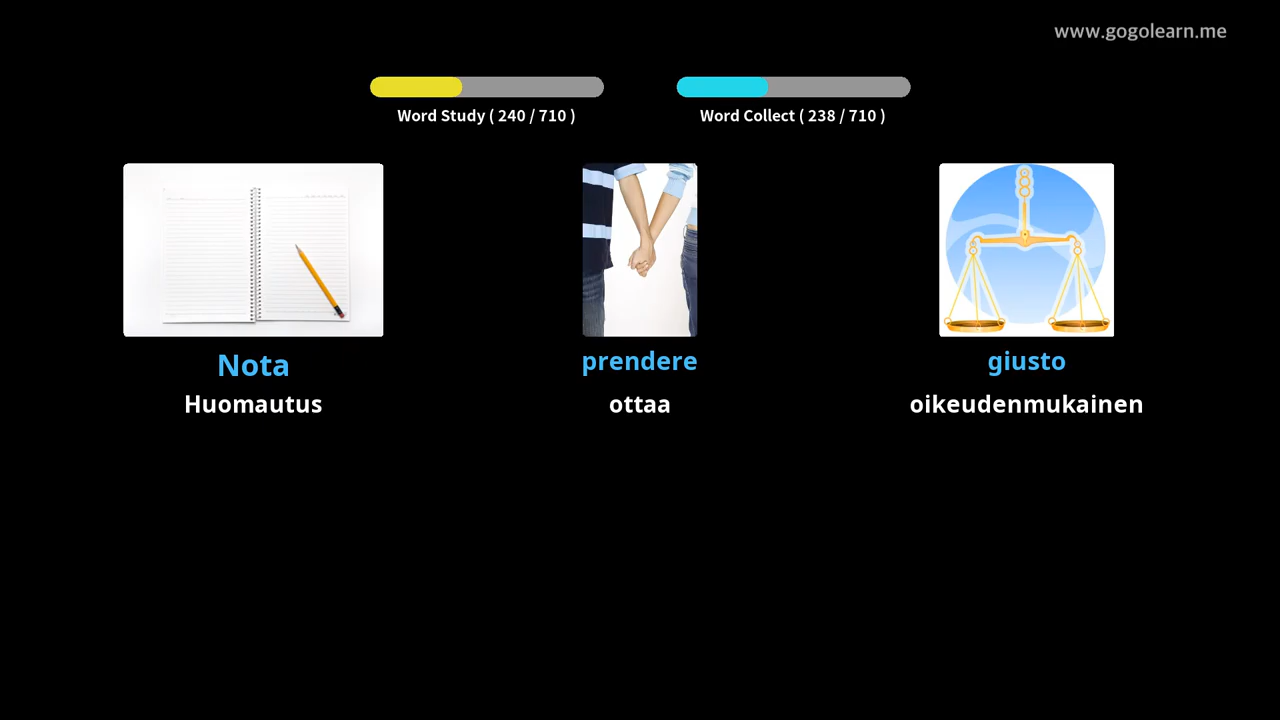 www.gogolearn.me
Word Study ( 240 / 710 )
Word Collect ( 238 / 710 )
Nota
prendere
giusto
Huomautus
ottaa
oikeudenmukainen